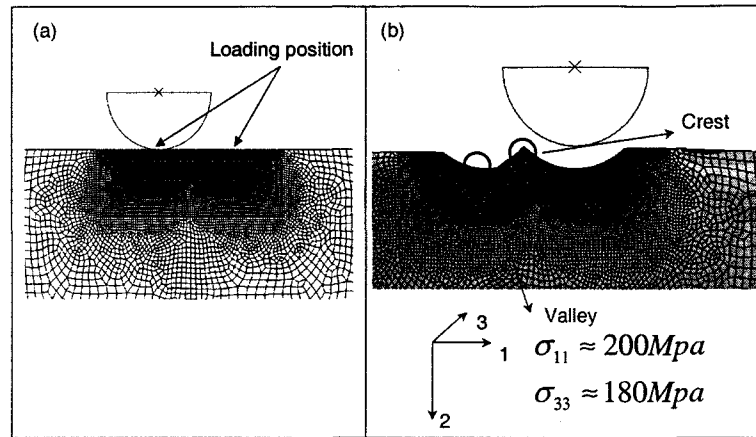 (a)
Loading position
(b)
Crest
Valley
3
1
2
σ₁₁ ≈ 200Mpa
σ₃₃ ≈ 180Mpa